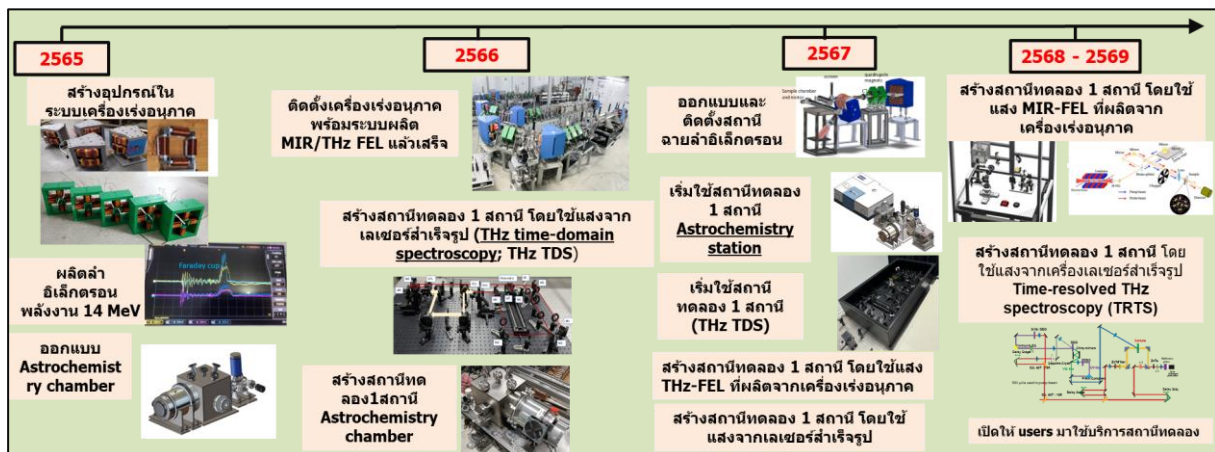 2565
สร้างอุปกรณ์ใน
ระบบเครื่องเร่งอนุภาค
Faraday cup
ผลิตลำ
อิเล็กตรอน
พลังงาน 14 MeV
ออกแบบ
Astrochemist
ry chamber
2566
ติดตั้งเครื่องเร่งอนุภาค
พร้อมระบบผลิต
MIR/THz FEL แล้วเสร็จ
สร้างสถานีทดลอง 1 สถานี โดยใช้แสงจาก
เลเซอร์สำเร็จรูป (THz time-domain
spectroscopy; THz TDS)
สร้างสถานีทด
ลอง1สถานี
Astrochemistry
chamber
2567
ออกแบบและ
ติดตั้งสถานี
ฉายลำอิเล็กตรอน
screen
quadrupole
magnets
Sample chamber
and motor
เริ่มใช้สถานีทดลอง
1 สถานี
Astrochemistry
station
เริ่มใช้สถานี
ทดลอง 1 สถานี
(THz TDS)
สร้างสถานีทดลอง 1 สถานี โดยใช้แสง
THz-FEL ที่ผลิตจากเครื่องเร่งอนุภาค
สร้างสถานีทดลอง 1 สถานี โดยใช้
แสงจากเลเซอร์สำเร็จรูป
2568 - 2569
สร้างสถานีทดลอง 1 สถานี โดยใช้
แสง MIR-FEL ที่ผลิตจาก
เครื่องเร่งอนุภาค
สร้างสถานีทดลอง 1 สถานี โดย
ใช้แสงจากเครื่องเลเซอร์สำเร็จรูป
Time-resolved THz
spectroscopy (TRTS)
เปิดให้ users มาใช้บริการสถานีทดลอง